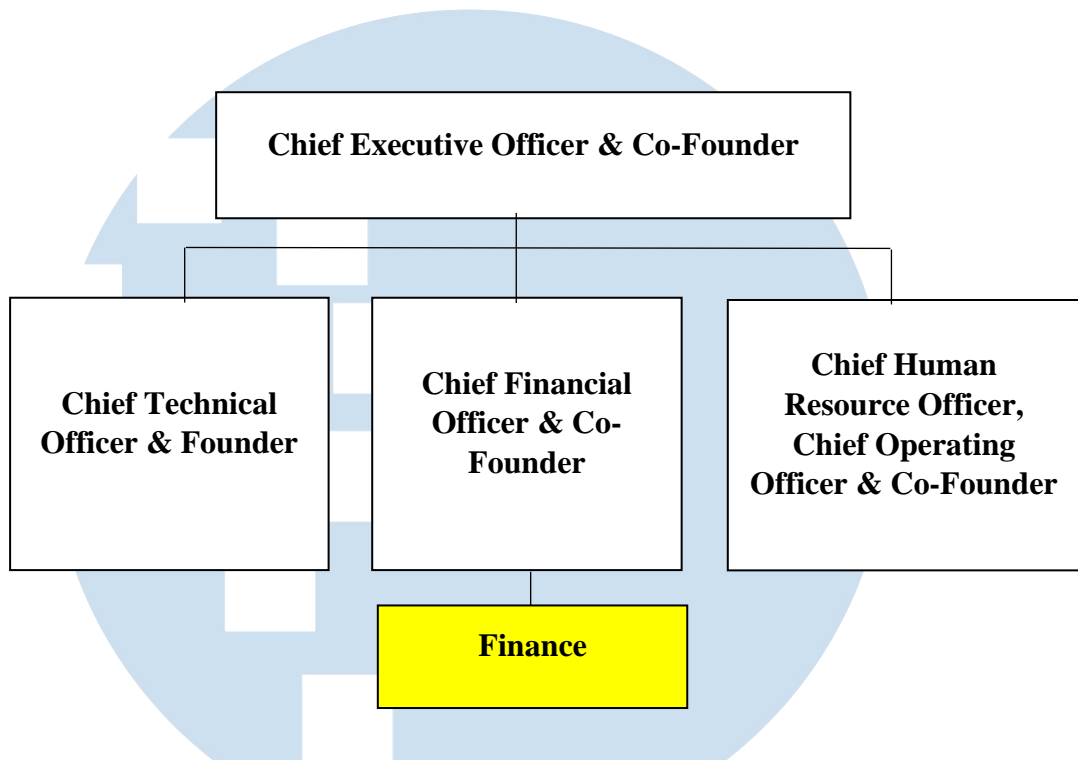 Chief Executive Officer & Co-Founder
Chief Technical
Officer & Founder
Chief Financial
Officer & Co-
Founder
Chief Human
Resource Officer,
Chief Operating
Officer & Co-Founder
Finance